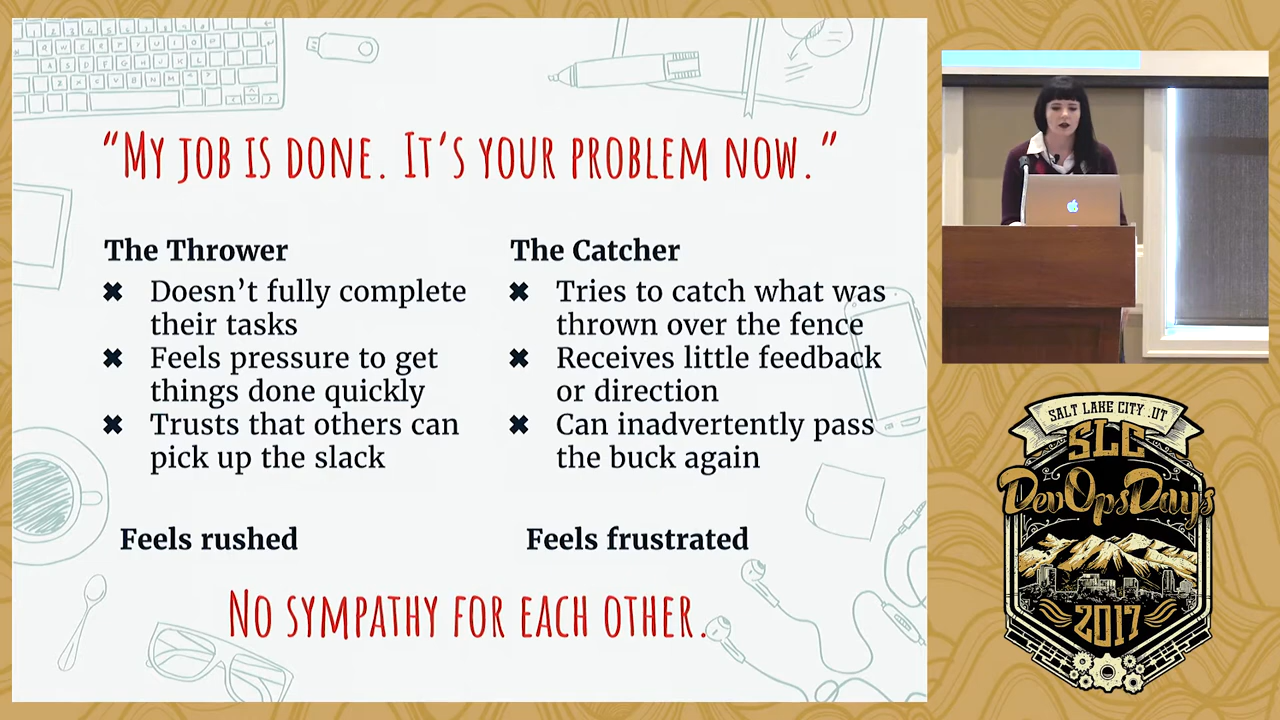 “My job is done. It’s your problem now.”
The Thrower
✖ Doesn’t fully complete
their tasks
✖ Feels pressure to get
things done quickly
✖ Trusts that others can
pick up the slack
Feels rushed
The Catcher
✖ Tries to catch what was
thrown over the fence
✖ Receives little feedback
or direction
✖ Can inadvertently pass
the buck again
Feels frustrated
No sympathy for each other.
SALT LAKE CITY .UT
SLC
DevOpsDays
2017